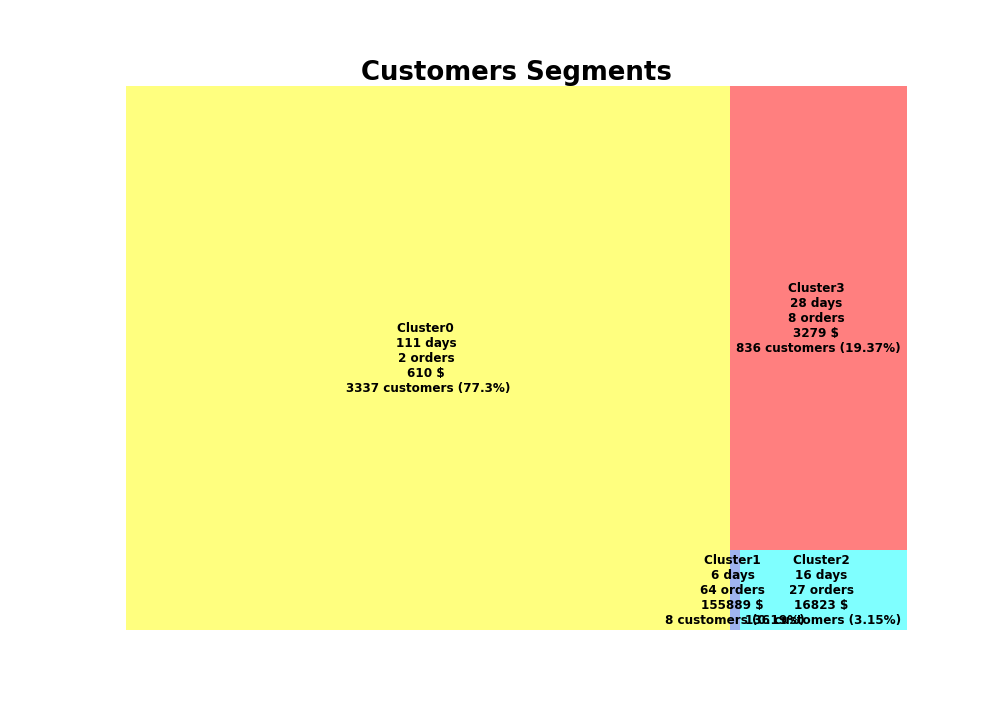 Customers Segments
Cluster0
111 days
2 orders
610 $
3337 customers (77.3%)
Cluster3
28 days
8 orders
3279 $
836 customers (19.37%)
Cluster1
6 days
64 orders
155889 $
8 customers (0.19%)
Cluster2
16 days
27 orders
16823 $
136 customers (3.15%)